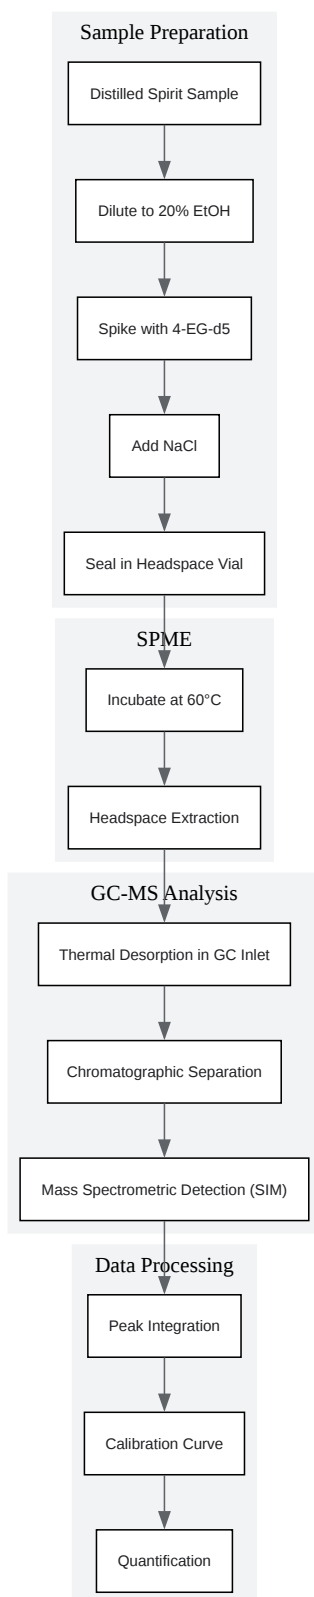 Sample Preparation
Distilled Spirit Sample
Dilute to 20% EtOH
Spike with 4-EG-d5
Add NaCl
Seal in Headspace Vial
SPME
Incubate at 60°C
Headspace Extraction
GC-MS Analysis
Thermal Desorption in GC Inlet
Chromatographic Separation
Mass Spectrometric Detection (SIM)
Data Processing
Peak Integration
Calibration Curve
Quantification